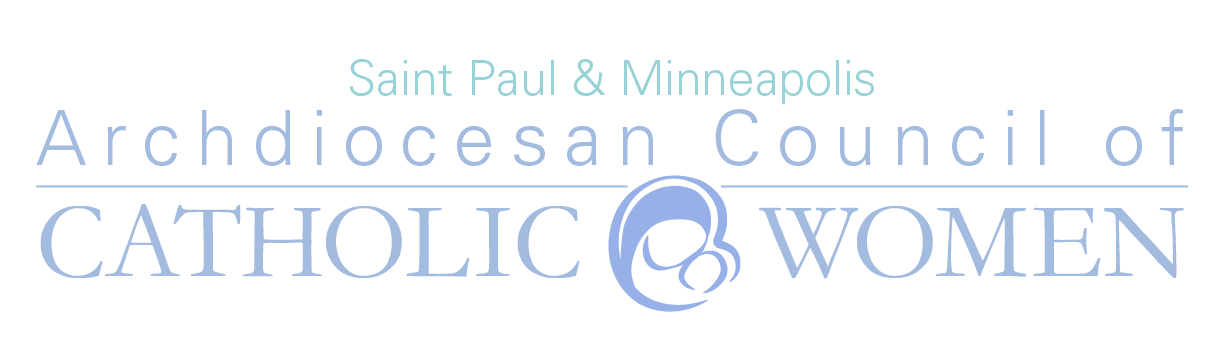 Saint Paul & Minneapolis
Archdiocesan Council of
CATHOLIC WOMEN